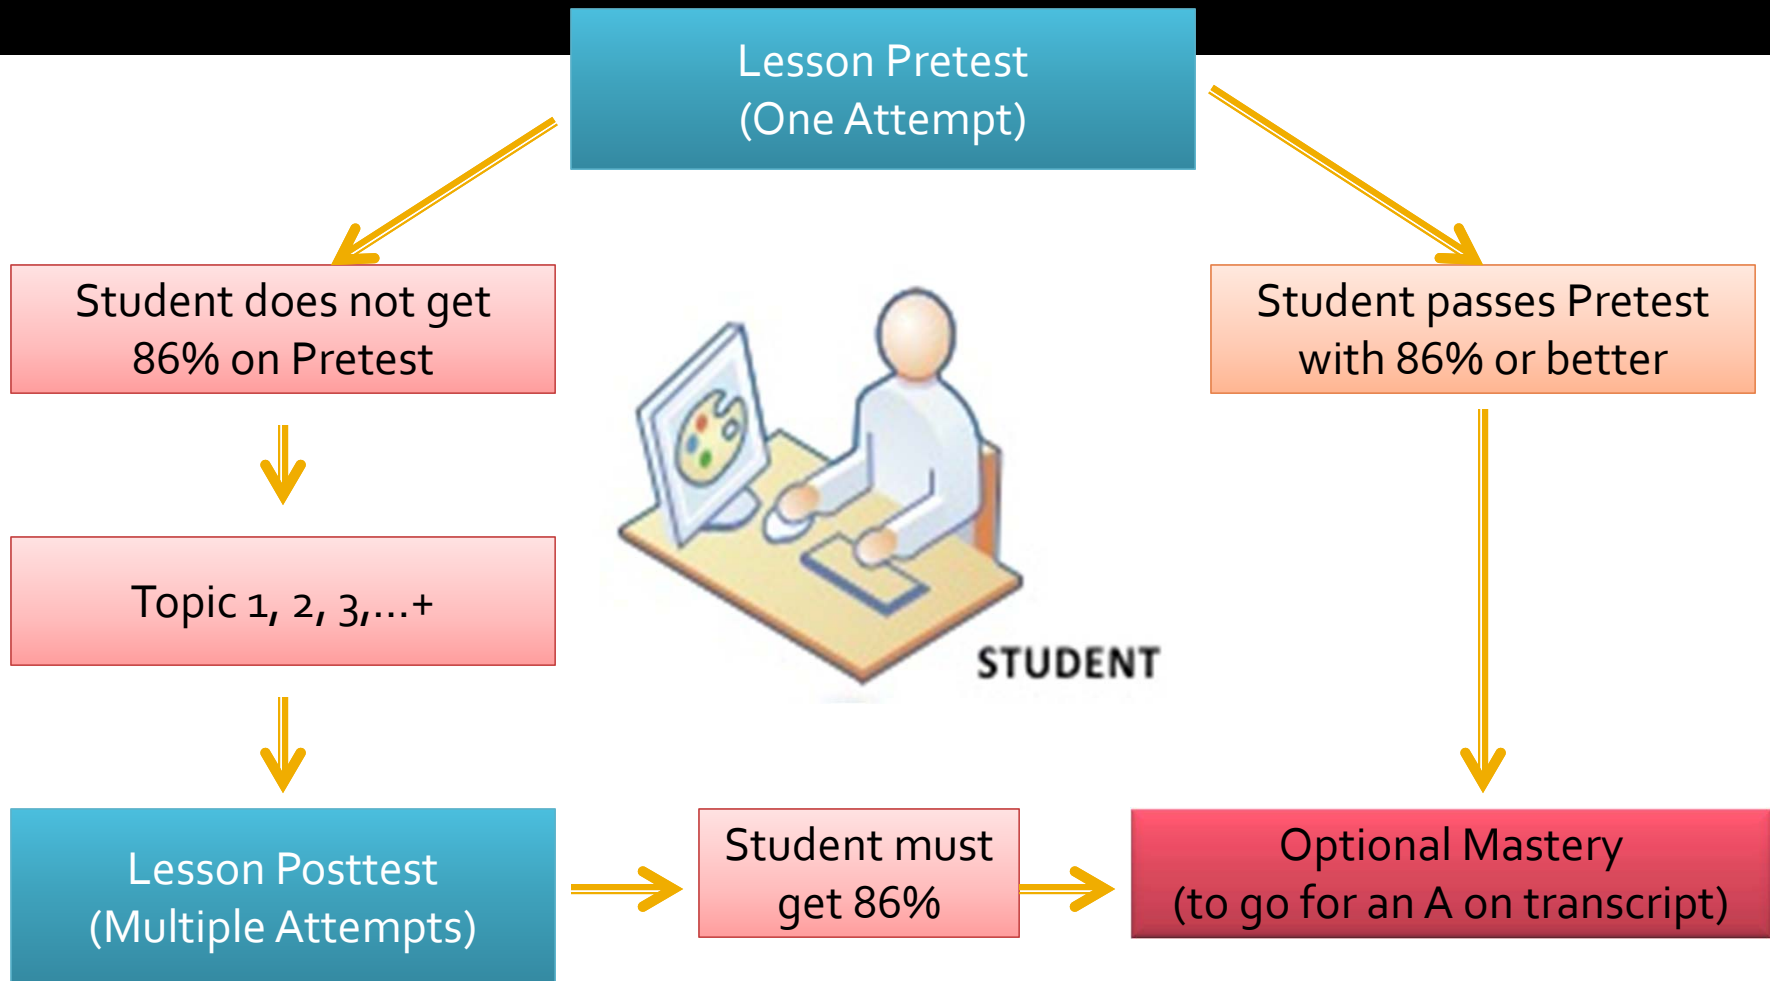 Lesson Pretest
(One Attempt)
Student does not get
86% on Pretest
Student passes Pretest
with 86% or better
Topic 1, 2, 3,...+
STUDENT
Lesson Posttest
(Multiple Attempts)
Student must
get 86%
Optional Mastery
(to go for an A on transcript)